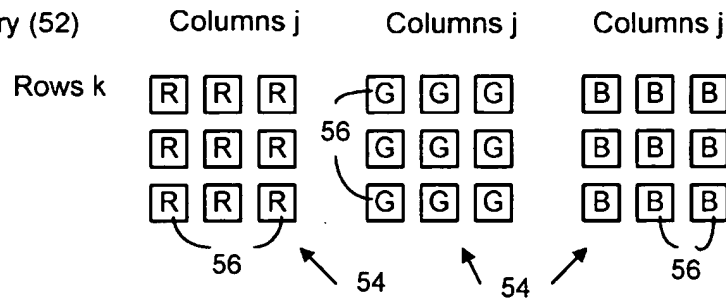 ry (52) Columns j Columns j Columns j
Rows k R R R G G G B B B
56
R R R G G G B B B
R R R G G G B B B
56 54 54 56